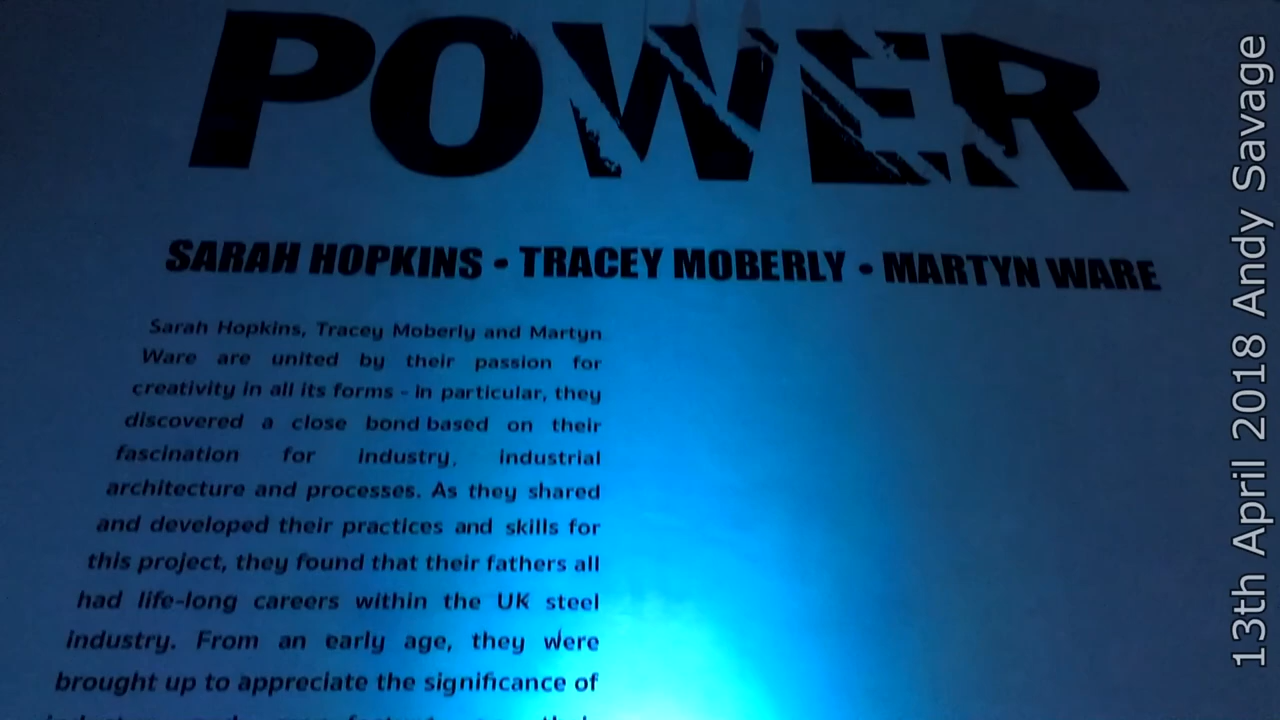 POWER
SARAH HOPKINS • TRACEY MOBERLY • MARTYN WARE
Sarah Hopkins, Tracey Moberly and Martyn
Ware are united by their passion for
creativity in all its forms - in particular, they
discovered a close bond based on their
fascination for industry, industrial
architecture and processes. As they shared
and developed their practices and skills for
this project, they found that their fathers all
had life-long careers within the UK steel
industry. From an early age, they were
brought up to appreciate the significance of
13th April 2018 Andy Savage